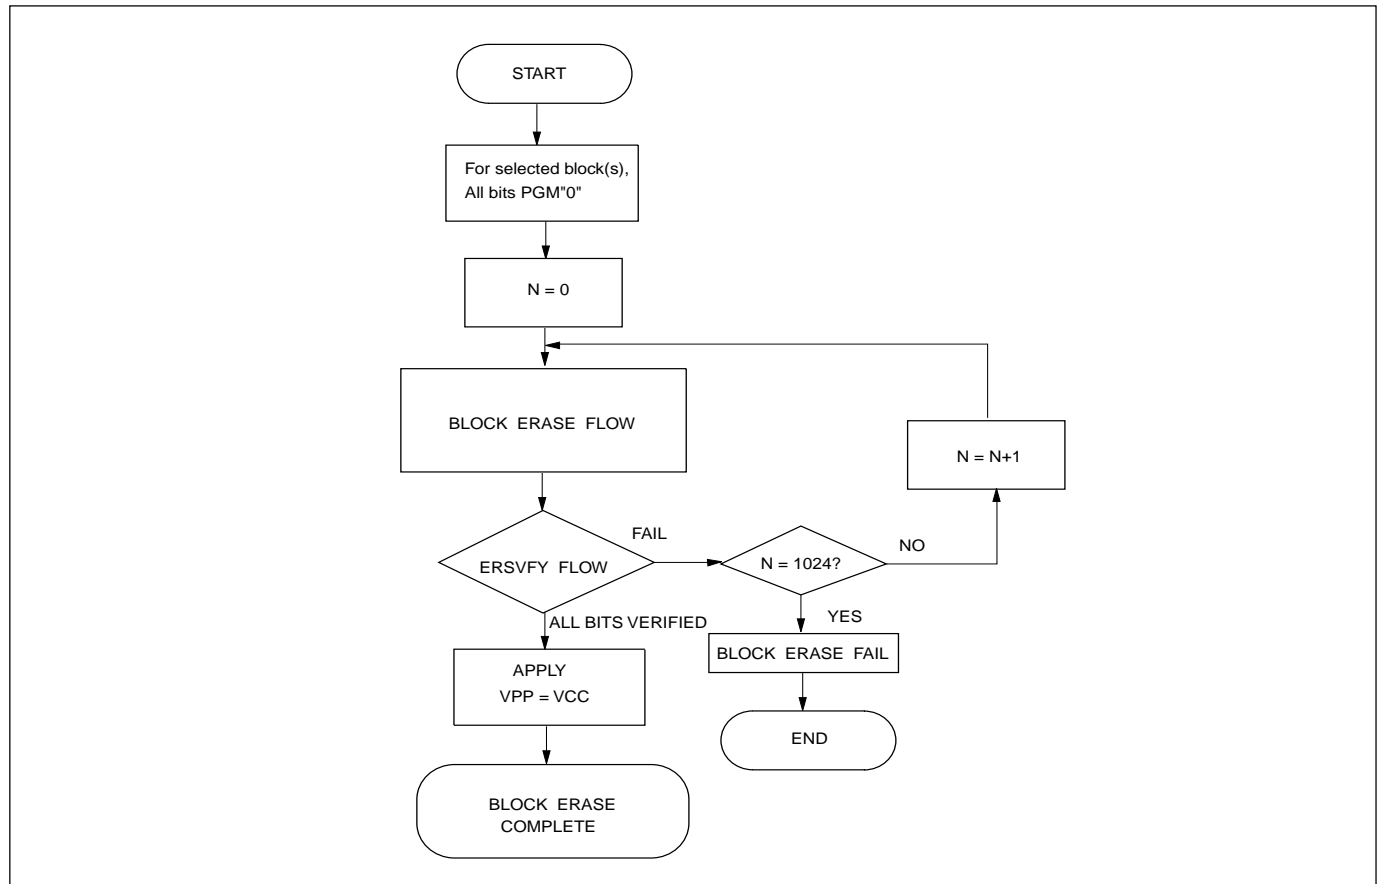 START
For selected block(s),
All bits PGM"0"
N = 0
BLOCK ERASE FLOW
N = N+1
FAIL
NO
ERSVFY FLOW
N = 1024?
ALL BITS VERIFIED
YES
APPLY
VPP = VCC
BLOCK ERASE FAIL
END
BLOCK ERASE
COMPLETE